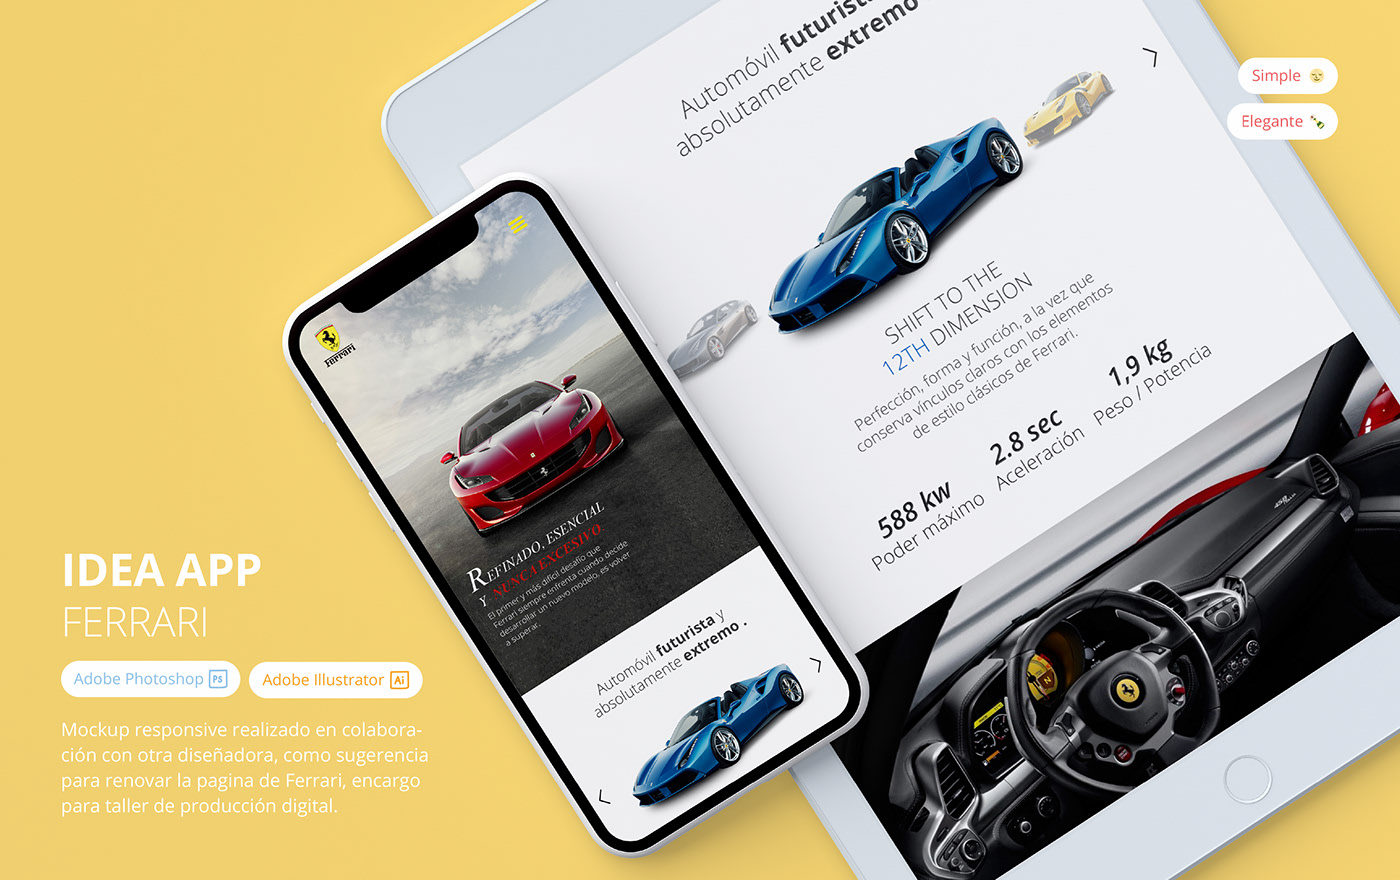 Automóvil futurista
absolutamente extremo
Simple
Elegante
SHIFT TO THE
12TH DIMENSION
Perfección, forma y función, a la vez que
conserva vínculos claros con los elementos
de estilo clásicos de Ferrari.
588 kw
Poder máximo
2.8 sec
Aceleración
1,9 kg
Peso / Potencia
Ferrari
REFINADO, ESENCIAL
Y NUNCA EXCESIVO
El primer y más difícil desafío que
Ferrari siempre enfrenta cuando decide
desarrollar un nuevo modelo, es volver
a superar.
Automóvil futurista y
absolutamente extremo .
IDEA APP
FERRARI
Adobe Photoshop Ps
Adobe Illustrator Ai
Mockup responsive realizado en colabora-
ción con otra diseñadora, como sugerencia
para renovar la pagina de Ferrari, encargo
para taller de producción digital.